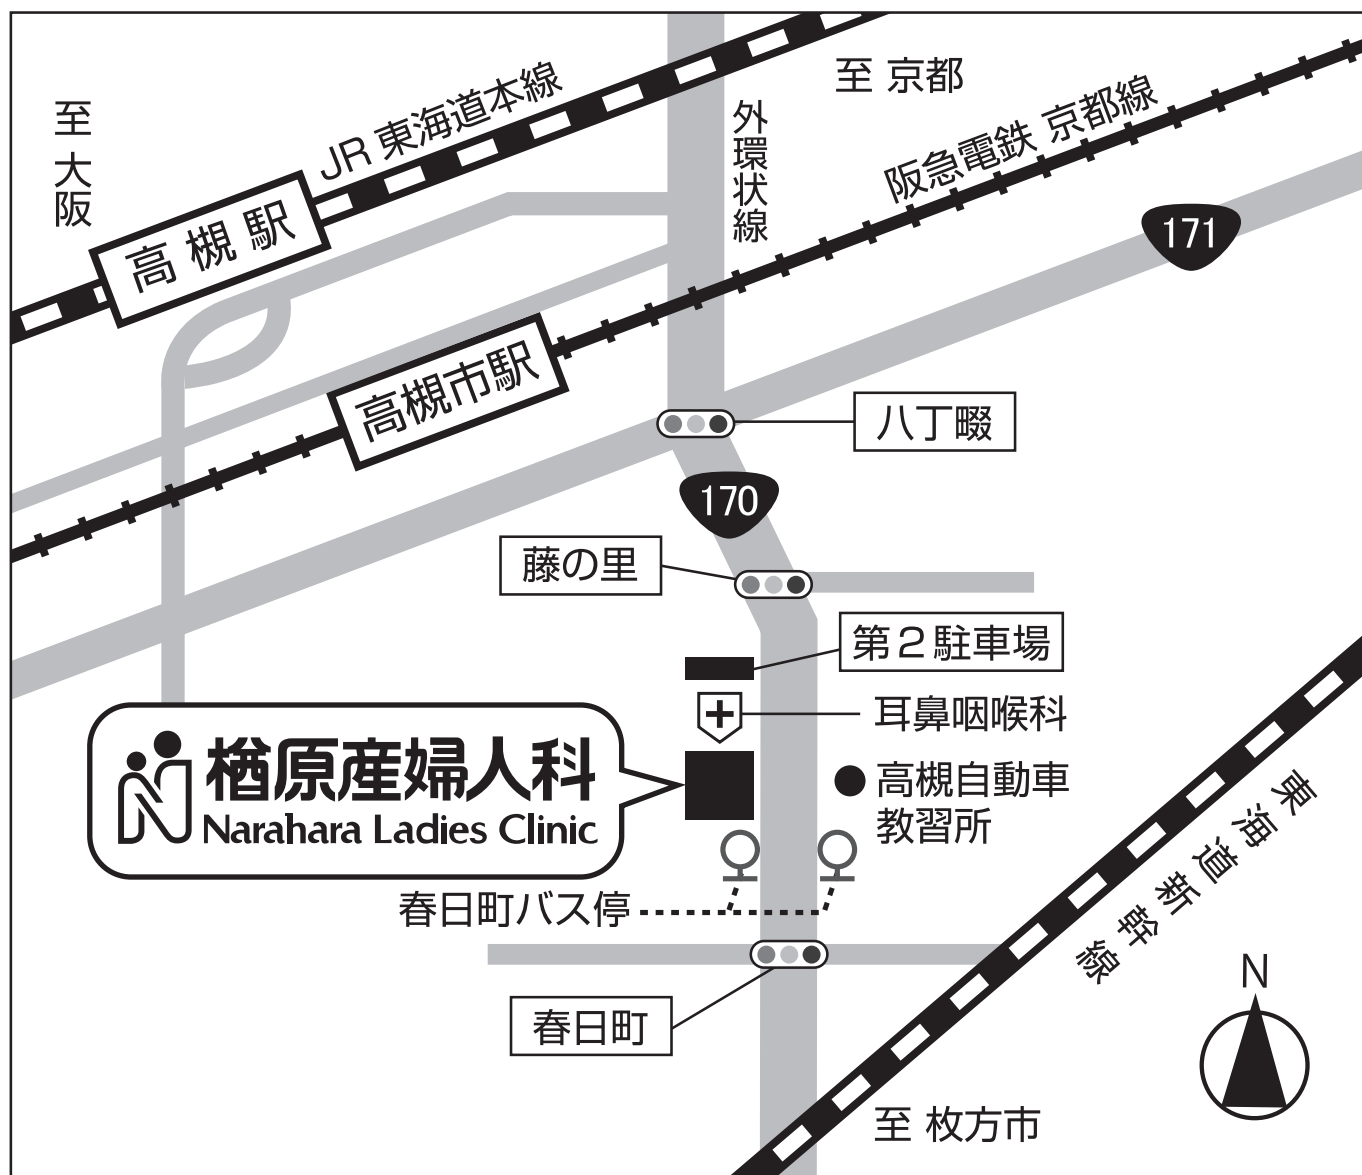 至 京都
至 大阪
JR 東海道本線
外環状線
阪急電鉄 京都線
171
高槻駅
高槻市駅
八丁畷
170
藤の里
第２駐車場
耳鼻咽喉科
楢原産婦人科
Narahara Ladies Clinic
高槻自動車
教習所
東海道新幹線
春日町バス停
春日町
N
至 枚方市